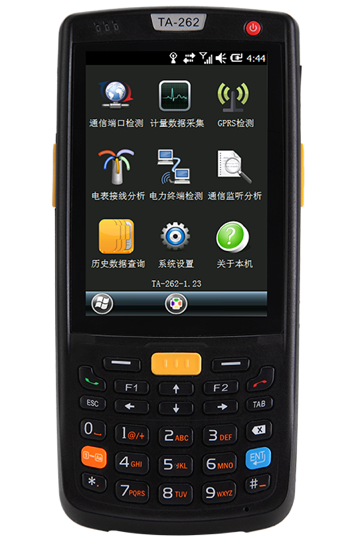 TA-262
4:44
通信端口检测 计量数据采集 GPRS检测
电表接线分析 电力终端检测 通信监听分析
历史数据查询 系统设置 关于本机
TA-262-1.23
F1 F2
ESC TAB
0 1@/+ 2ABC 3DEF
4GHI 5JKL 6MNO ENT
*. 7PQRS 8TUV 9WXYZ #